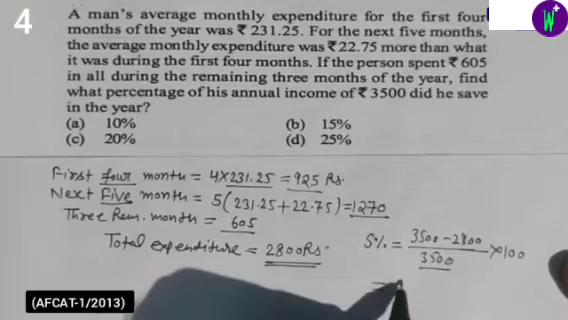 4
A man's average monthly expenditure for the first four
months of the year was ₹ 231.25. For the next five months,
the average monthly expenditure was ₹ 22.75 more than what
it was during the first four months. If the person spent ₹ 605
in all during the remaining three months of the year, find
what percentage of his annual income of ₹ 3500 did he save
in the year?
(a) 10% (b) 15%
(c) 20% (d) 25%
First four month = 4×231.25 = 925 Rs.
Next Five month = 5(231.25+22.75)=1270
Three Rem. month = 605
Total expenditure = 2800Rs.
S% = 3500-2800 ×100
3500
=
(AFCAT-1/2013)
W